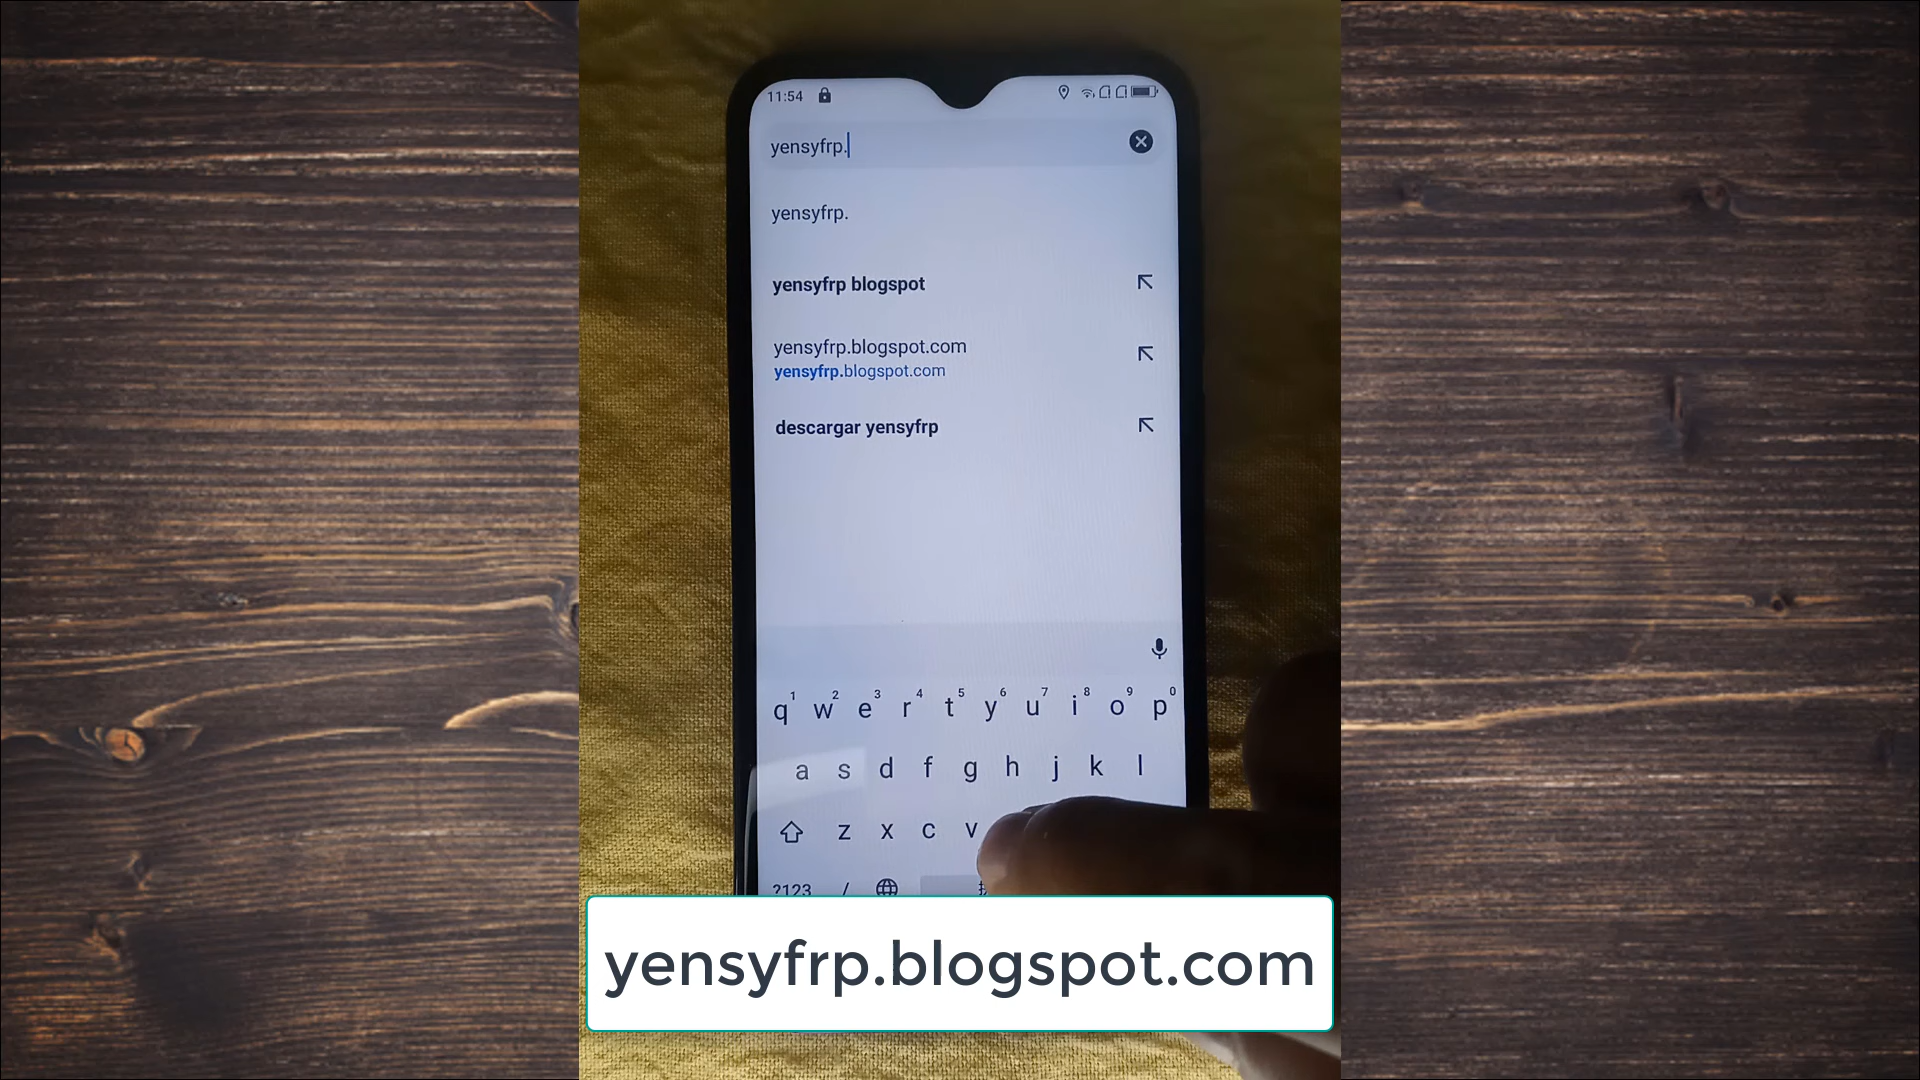 11:54
yensyfrp.
yensyfrp.
yensyfrp blogspot
yensyfrp.blogspot.com
yensyfrp.blogspot.com
descargar yensyfrp
1 2 3 4 5 6 7 8 9 0
q w e r t y u i o p
a s d f g h j k l
z x c v
?123 /
yensyfrp.blogspot.com